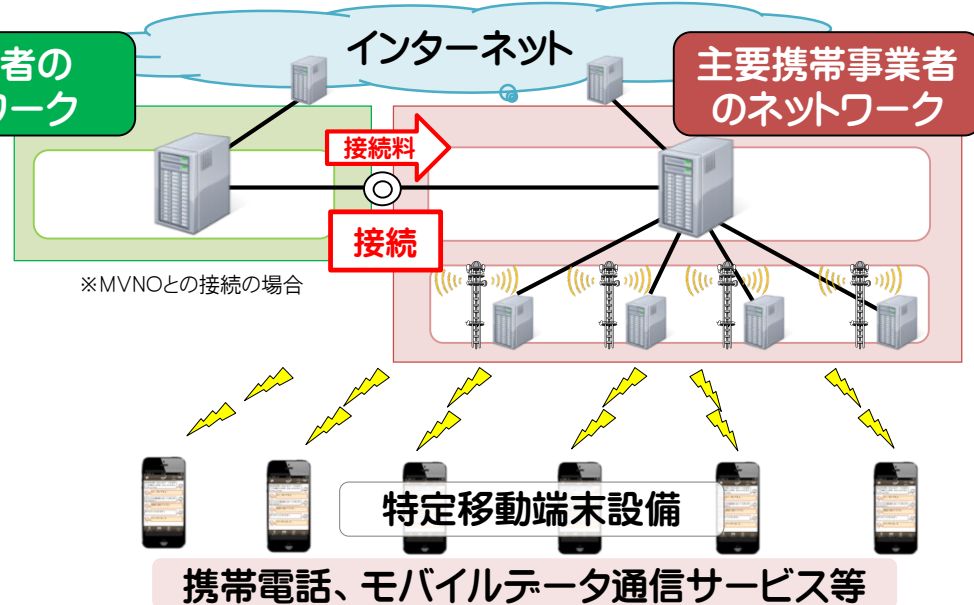 インターネット
者の
ワーク
主要携帯事業者
のネットワーク
接続料
接続
※MVNOとの接続の場合
特定移動端末設備
携帯電話、モバイルデータ通信サービス等